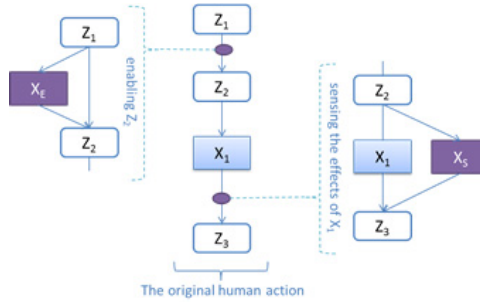 Z1
XE
Z2
enabling Z2
Z1
Z2
X1
Z3
The original human action
sensing the effects of X1
Z2
X1
XS
Z3